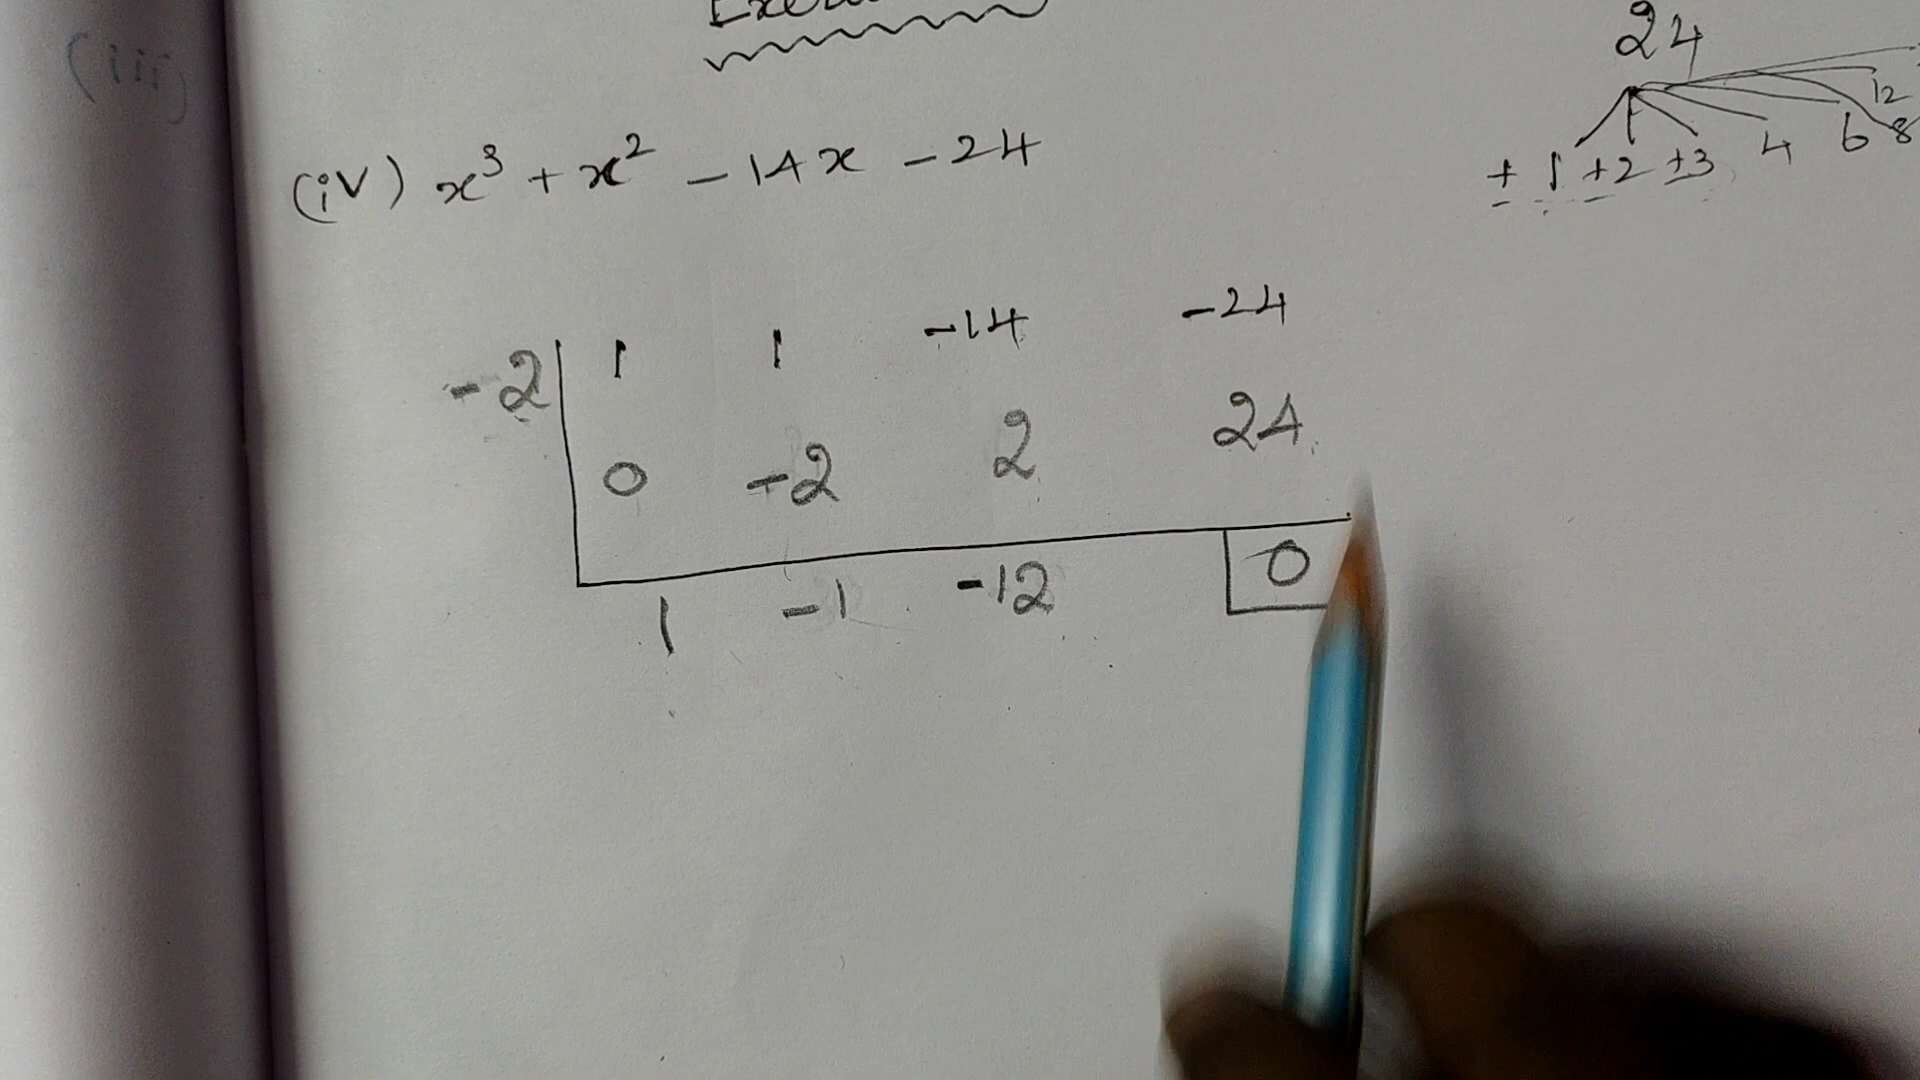 (iii)
24
(iv) x³ + x² - 14x - 24
± 1 ±2 ±3 4 6 8 12
-2 | 1 1 -14 -24
0 -2 2 24
1 -1 -12 0